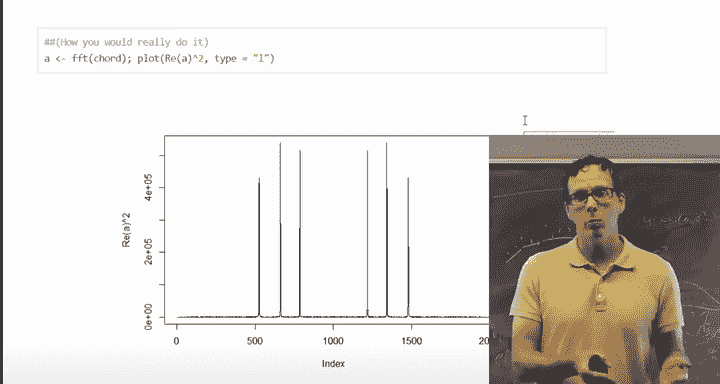 ##(How you would really do it)
a <- fft(chord); plot(Re(a)^2, type = "l")
Re(a)^2
4e+05
2e+05
0e+00
0
500
1000
1500
Index